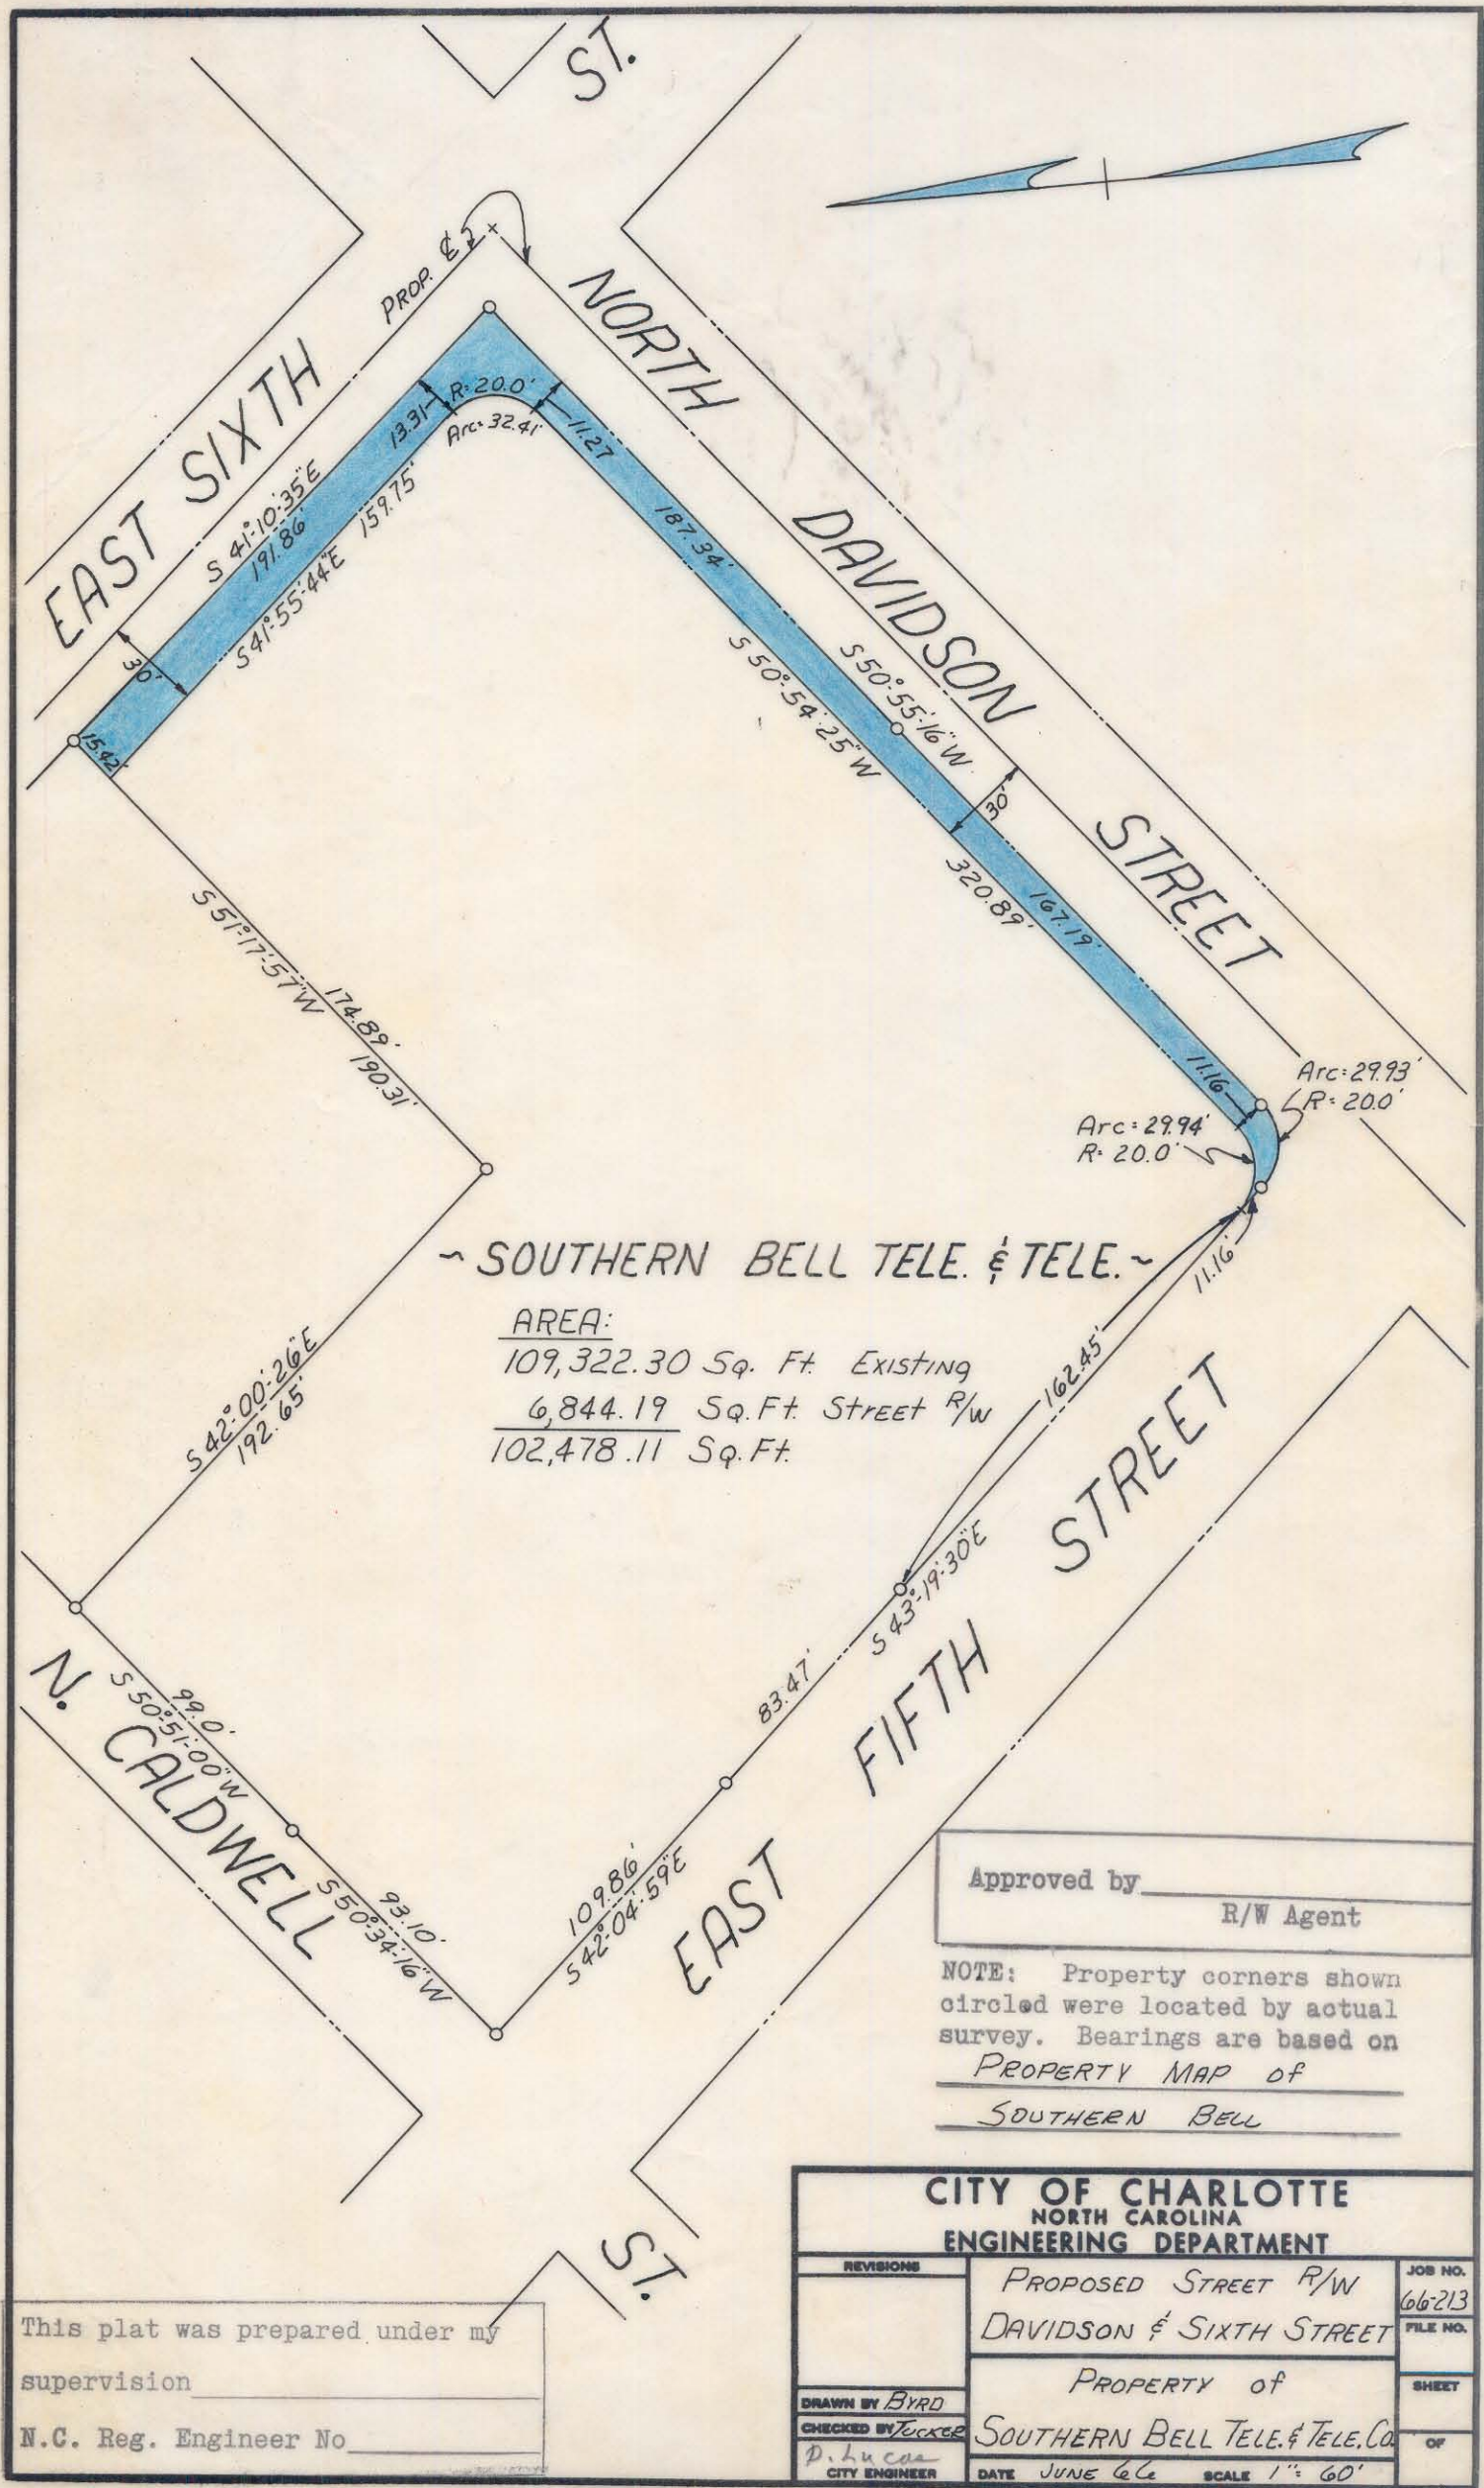 ST.
PROP. ℄
EAST SIXTH
NORTH DAVIDSON STREET
R=20.0'
13.31
Arc=32.41'
11.27
S 41°-10'-35"E
191.86'
159.75'
S41°-55'-44"E
30'
15.42'
187.34'
S 50°-55'-16"W
S 50°-54'-25"W
30'
320.89'
167.19'
11.16
Arc=29.93'
R=20.0'
Arc=29.94'
R=20.0'
11.16'
S 51°-17'-57"W
174.89'
190.31'
~ SOUTHERN BELL TELE. & TELE. ~
AREA:
109,322.30 Sq. Ft. EXISTING
6,844.19 Sq. Ft. STREET R/W
102,478.11 Sq. Ft.
162.45'
S 42°-00'-26"E
192.65'
S 43°-19'-30"E
83.47'
EAST FIFTH STREET
N. CALDWELL
99.0'
S 50°-51'-00"W
93.10'
S 50°-34'-16"W
109.86'
S 42°-04'-59"E
ST.
Approved by
R/W Agent
NOTE: Property corners shown
circled were located by actual
survey. Bearings are based on
PROPERTY MAP of
SOUTHERN BELL
This plat was prepared under my
supervision
N.C. Reg. Engineer No
CITY OF CHARLOTTE
NORTH CAROLINA
ENGINEERING DEPARTMENT
REVISIONS
PROPOSED STREET R/W
DAVIDSON & SIXTH STREET
JOB NO.
66-213
FILE NO.
PROPERTY of
SOUTHERN BELL TELE. & TELE. Co.
SHEET
OF
DRAWN BY BYRD
CHECKED BY TUCKER
D. Lucas
CITY ENGINEER
DATE JUNE 66 SCALE 1"= 60'